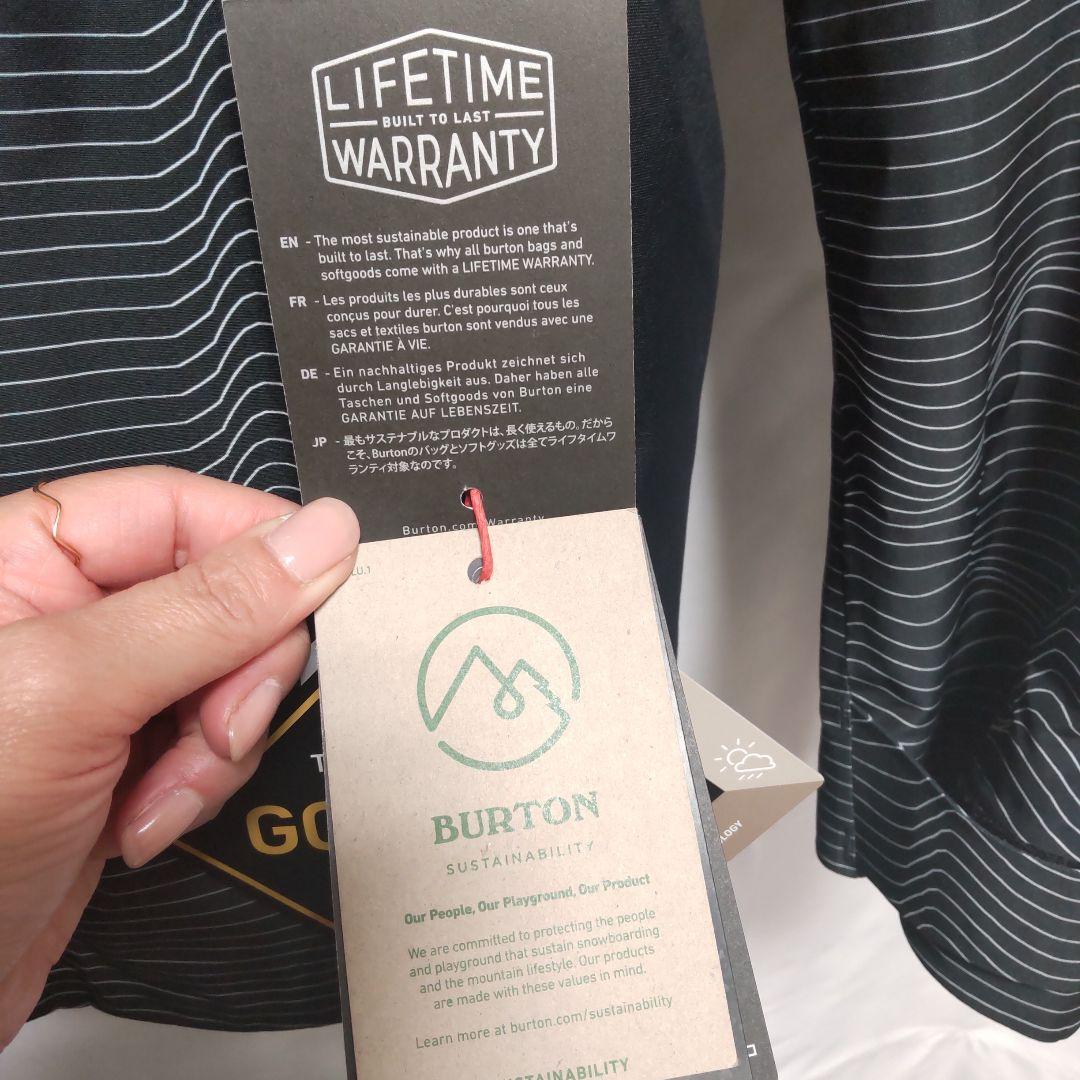 LIFETIME
BUILT TO LAST
WARRANTY
EN - The most sustainable product is one that's
built to last. That's why all burton bags and
softgoods come with a LIFETIME WARRANTY.
FR - Les produits les plus durables sont ceux
conçus pour durer. C'est pourquoi tous les
sacs et textiles burton sont vendus avec une
GARANTIE À VIE.
DE - Ein nachhaltiges Produkt zeichnet sich
durch Langlebigkeit aus. Daher haben alle
Taschen und Softgoods von Burton eine
GARANTIE AUF LEBENSZEIT.
JP - 最もサステナブルなプロダクトは、長く使えるもの。だから
こそ、Burtonのバッグとソフトグッズは全てライフタイムワ
ランティ対象なのです。
Burton.com/Warranty
LU.1
BURTON
SUSTAINABILITY
Our People, Our Playground, Our Product
We are committed to protecting the people
and playground that sustain snowboarding
and the mountain lifestyle. Our products
are made with these values in mind.
Learn more at burton.com/sustainability